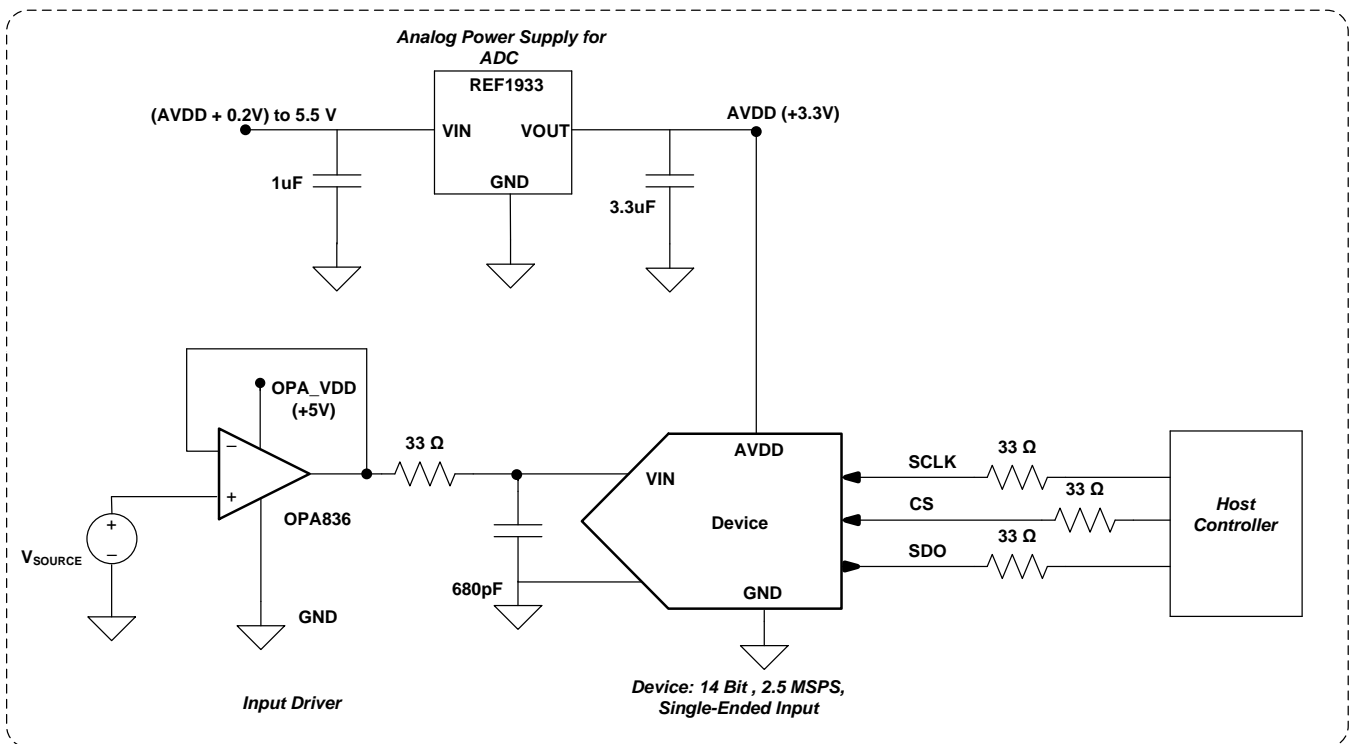 Analog Power Supply for
ADC
REF1933
(AVDD + 0.2V) to 5.5 V
VIN
VOUT
AVDD (+3.3V)
GND
1uF
3.3uF
OPA_VDD
(+5V)
33 Ω
−
+
OPA836
+
−
VSOURCE
GND
680pF
VIN
AVDD
Device
GND
SCLK
33 Ω
CS
33 Ω
SDO
33 Ω
Host
Controller
Input Driver
Device: 14 Bit , 2.5 MSPS,
Single-Ended Input